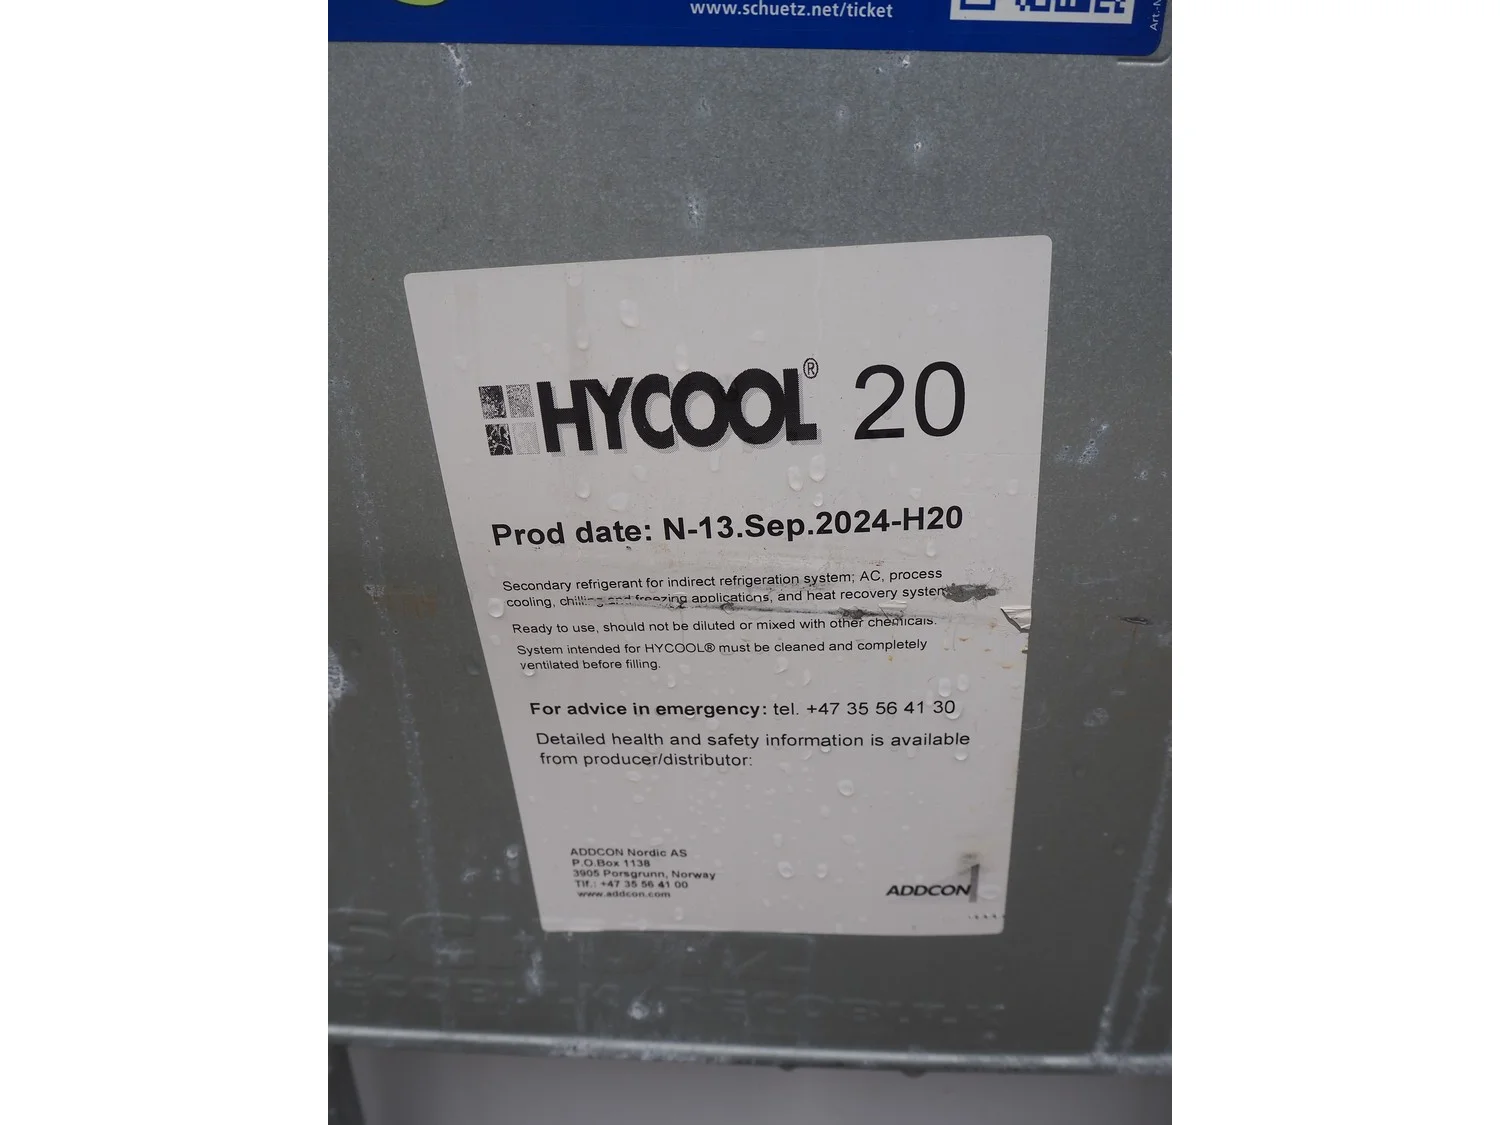 www.schuetz.net/ticket
Art.-
HYCOOL® 20
Prod date: N-13.Sep.2024-H20
Secondary refrigerant for indirect refrigeration system; AC, process
cooling, chilling and freezing applications, and heat recovery system
Ready to use, should not be diluted or mixed with other chemicals.
System intended for HYCOOL® must be cleaned and completely
ventilated before filling.
For advice in emergency: tel. +47 35 56 41 30
Detailed health and safety information is available
from producer/distributor:
ADDCON Nordic AS
P.O.Box 1138
3905 Porsgrunn, Norway
Tlf.: +47 35 56 41 00
www.addcon.com
ADDCON